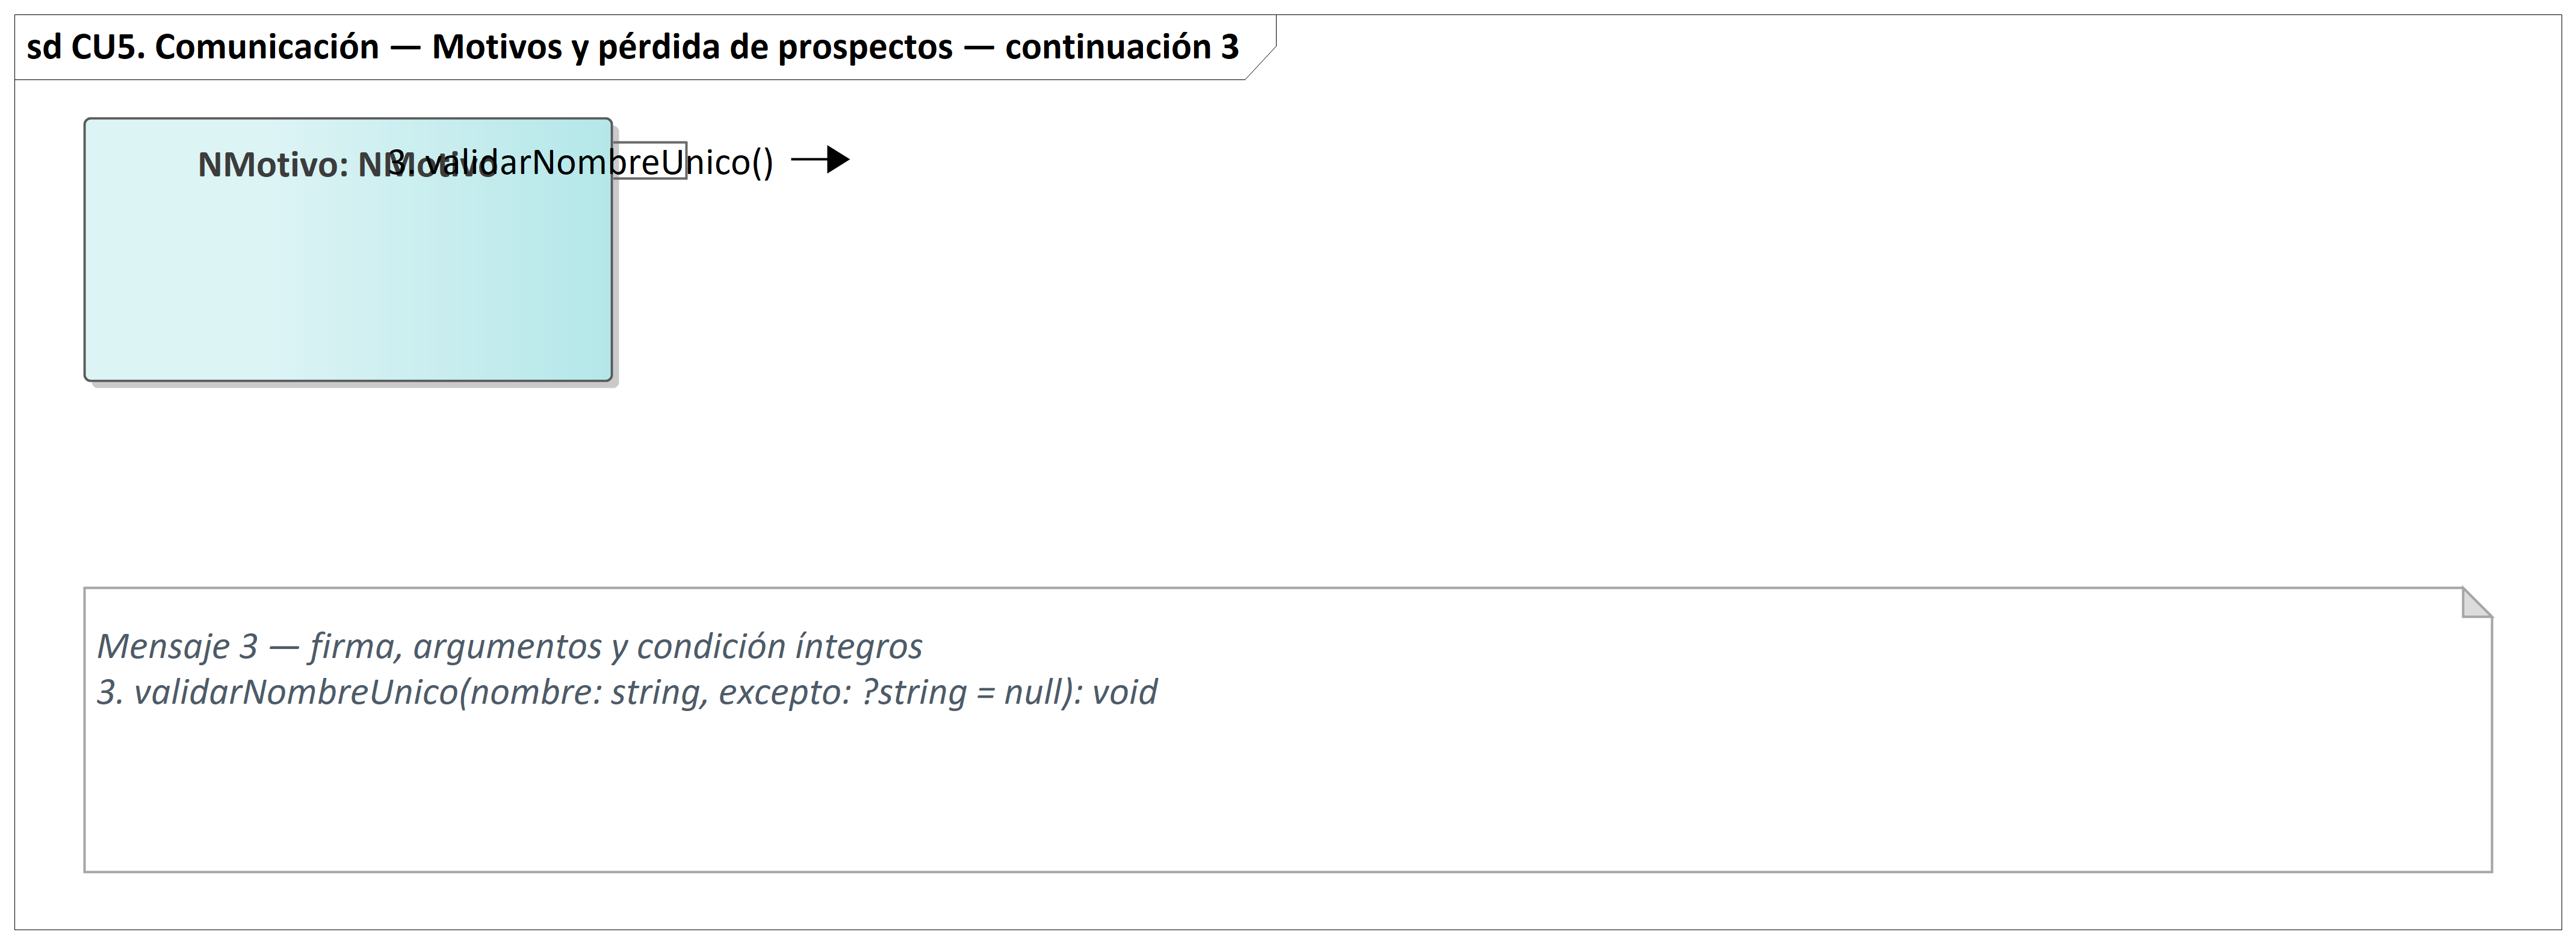 sd CU5. Comunicación — Motivos y pérdida de prospectos — continuación 3
NMotivo: NMotivo
3. validarNombreUnico()
Mensaje 3 — firma, argumentos y condición íntegros
3. validarNombreUnico(nombre: string, excepto: ?string = null): void